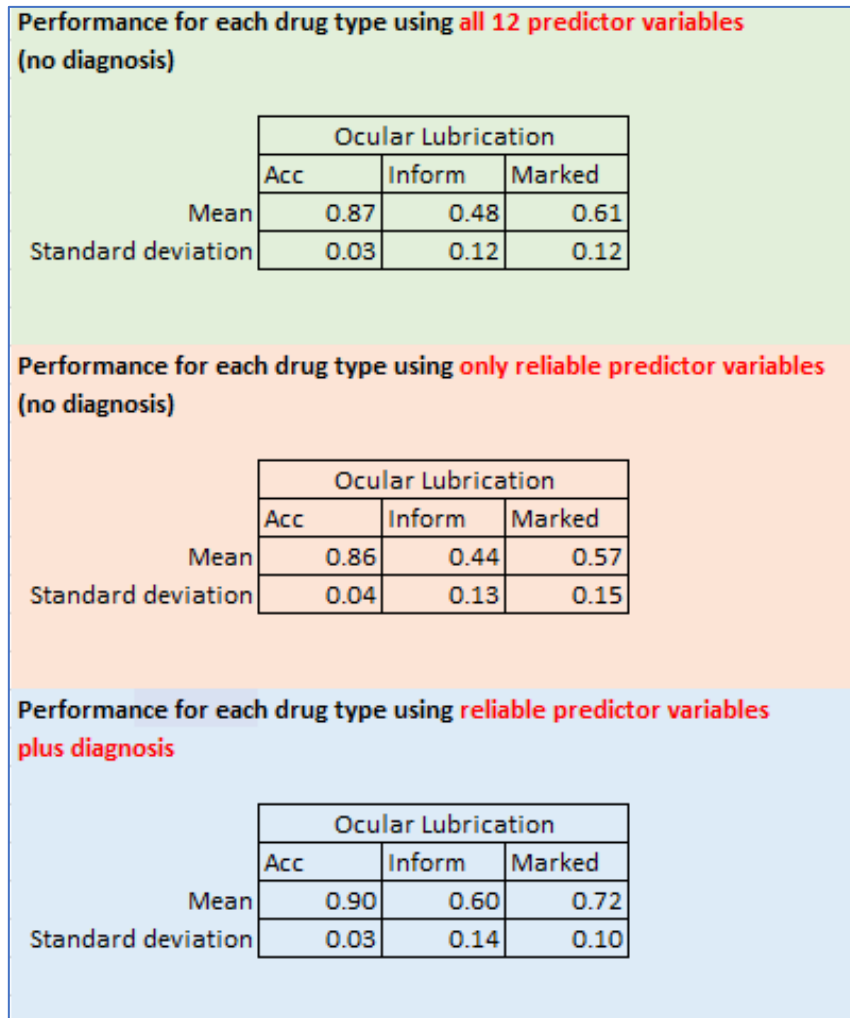 Performance for each drug type using all 12 predictor variables
(no diagnosis)
Ocular Lubrication
Acc Inform Marked
Mean 0.87 0.48 0.61
Standard deviation 0.03 0.12 0.12
Performance for each drug type using only reliable predictor variables
(no diagnosis)
Ocular Lubrication
Acc Inform Marked
Mean 0.86 0.44 0.57
Standard deviation 0.04 0.13 0.15
Performance for each drug type using reliable predictor variables
plus diagnosis
Ocular Lubrication
Acc Inform Marked
Mean 0.90 0.60 0.72
Standard deviation 0.03 0.14 0.10